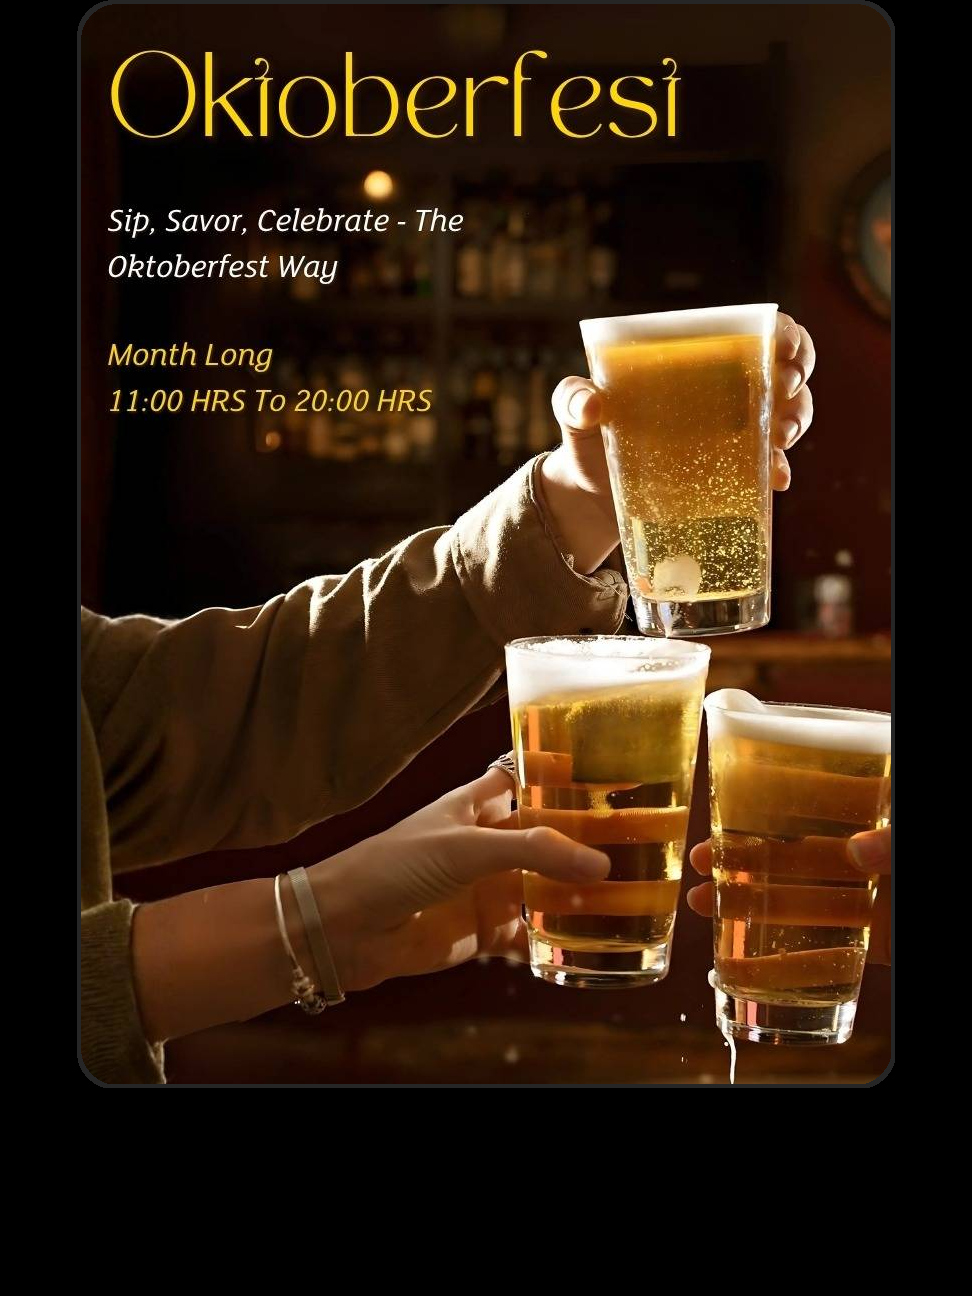 Oktoberfest
Sip, Savor, Celebrate - The
Oktoberfest Way
Month Long
11:00 HRS To 20:00 HRS